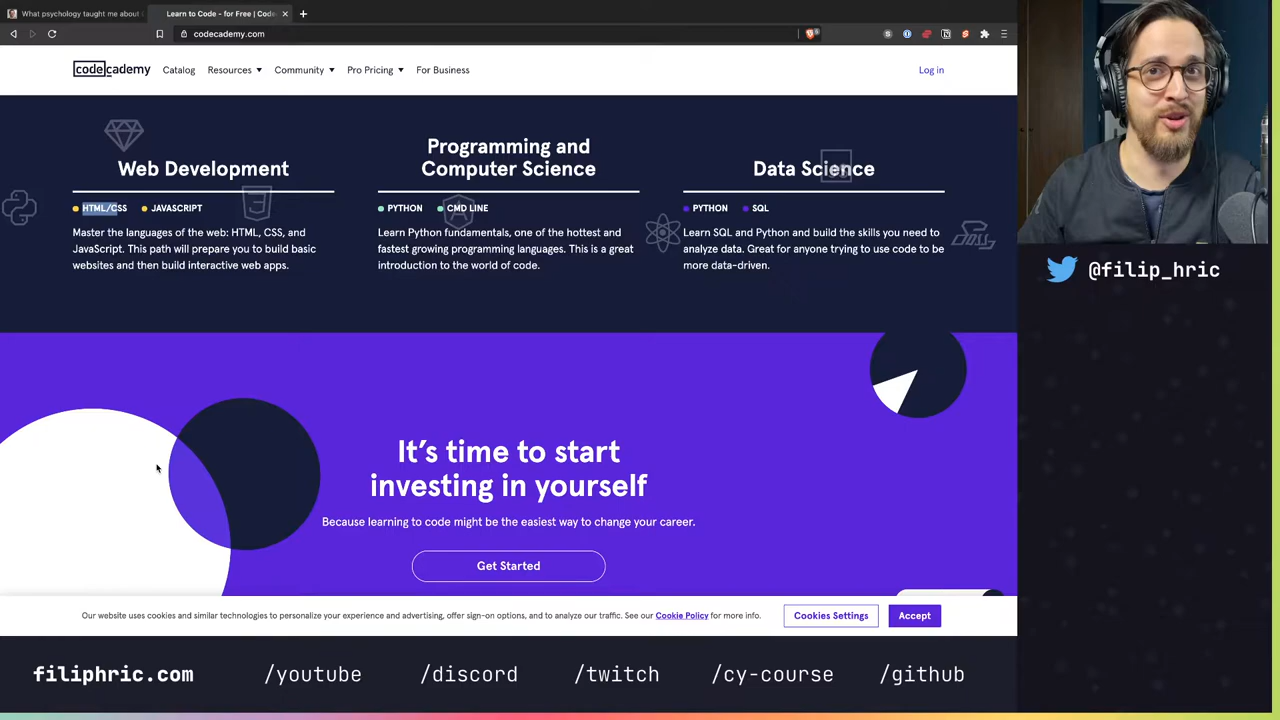 What psychology taught me about
Learn to Code - for Free | Code
codecademy.com
codecademy
Catalog
Resources
Community
Pro Pricing
For Business
Log in
Web Development
HTML/CSS
JAVASCRIPT
Master the languages of the web: HTML, CSS, and
JavaScript. This path will prepare you to build basic
websites and then build interactive web apps.
Programming and
Computer Science
PYTHON
CMD LINE
Learn Python fundamentals, one of the hottest and
fastest growing programming languages. This is a great
introduction to the world of code.
Data Science
PYTHON
SQL
Learn SQL and Python and build the skills you need to
analyze data. Great for anyone trying to use code to be
more data-driven.
@filip_hric
It's time to start
investing in yourself
Because learning to code might be the easiest way to change your career.
Get Started
Our website uses cookies and similar technologies to personalize your experience and advertising, offer sign-on options, and to analyze our traffic. See our Cookie Policy for more info.
Cookies Settings
Accept
filiphric.com
/youtube
/discord
/twitch
/cy-course
/github